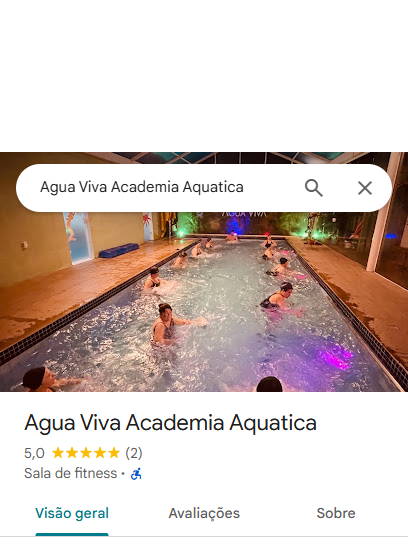 Agua Viva Academia Aquatica
AGUA VIVA
Agua Viva Academia Aquatica
5,0 (2)
Sala de fitness ·
Visão geral Avaliações Sobre